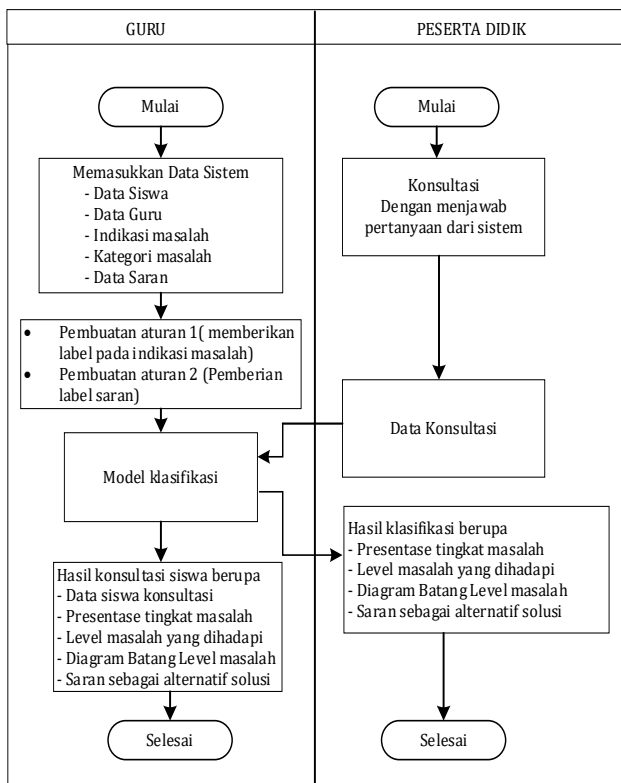 GURU
Mulai
Memasukkan Data Sistem
- Data Siswa
- Data Guru
- Indikasi masalah
- Kategori masalah
- Data Saran
• Pembuatan aturan 1( memberikan
label pada indikasi masalah)
• Pembuatan aturan 2 (Pemberian
label saran)
Model klasifikasi
Hasil konsultasi siswa berupa
- Data siswa konsultasi
- Presentase tingkat masalah
- Level masalah yang dihadapi
- Diagram Batang Level masalah
- Saran sebagai alternatif solusi
Selesai
PESERTA DIDIK
Mulai
Konsultasi
Dengan menjawab
pertanyaan dari sistem
Data Konsultasi
Hasil klasifikasi berupa
- Presentase tingkat masalah
- Level masalah yang dihadapi
- Diagram Batang Level masalah
- Saran sebagai alternatif solusi
Selesai